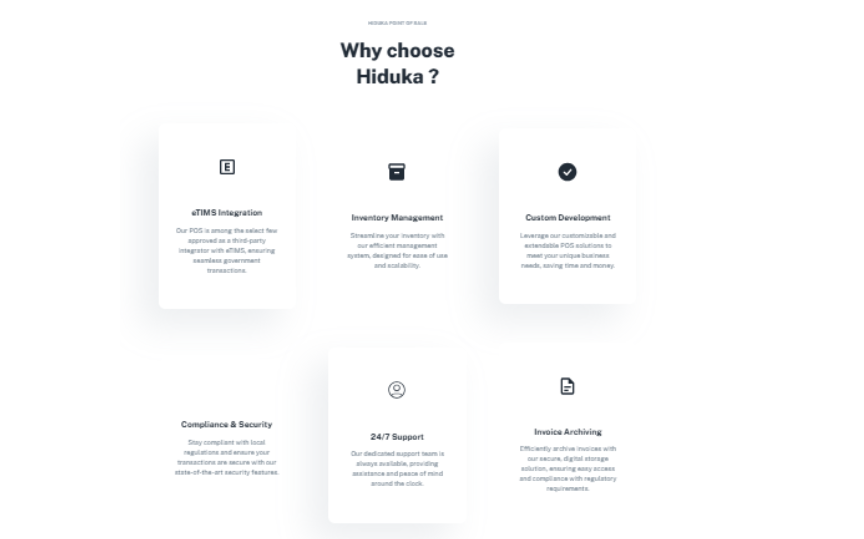 HIDUKA POINT OF SALE
Why choose
Hiduka ?
E
eTIMS Integration
Our POS is among the select few
approved as a third-party
integrator with eTIMS, ensuring
seamless government
transactions.
Inventory Management
Streamline your inventory with
our efficient management
system, designed for ease of use
and scalability.
Custom Development
Leverage our customizable and
extendable POS solutions to
meet your unique business
needs, saving time and money.
Compliance & Security
Stay compliant with local
regulations and ensure your
transactions are secure with our
state-of-the-art security features.
24/7 Support
Our dedicated support team is
always available, providing
assistance and peace of mind
around the clock.
Invoice Archiving
Efficiently archive invoices with
our secure, digital storage
solution, ensuring easy access
and compliance with regulatory
requirements.